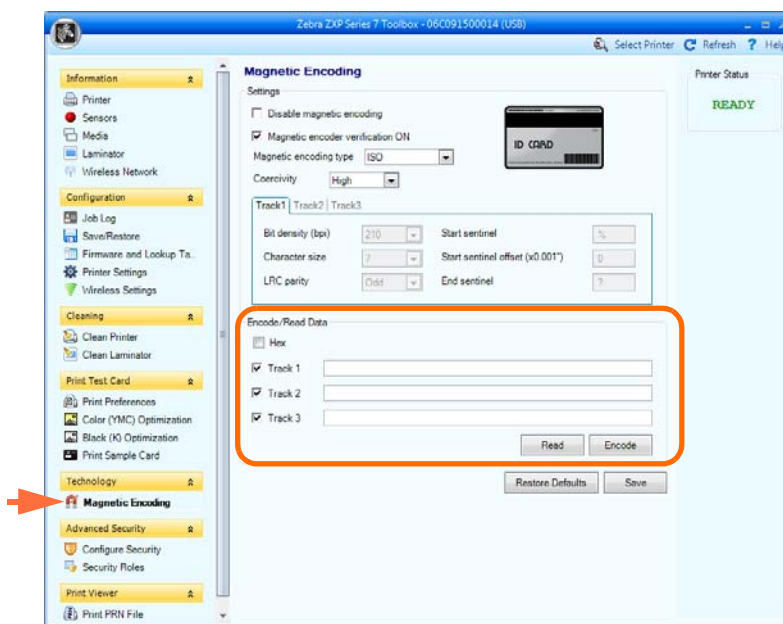 Zebra ZXP Series 7 Toolbox - 06C091500014 (USB)
Select Printer Refresh ? Help
Information
Printer
Sensors
Media
Laminator
Wireless Network
Configuration
Job Log
Save/Restore
Firmware and Lookup Ta..
Printer Settings
Wireless Settings
Cleaning
Clean Printer
Clean Laminator
Print Test Card
Print Preferences
Color (YMC) Optimization
Black (K) Optimization
Print Sample Card
Technology
Magnetic Encoding
Advanced Security
Configure Security
Security Roles
Print Viewer
Print PRN File
Magnetic Encoding
Settings
Disable magnetic encoding
Magnetic encoder verification ON
Magnetic encoding type ISO
Coercivity High
ID CARD
Track1 Track2 Track3
Bit density (bpi) 210 Start sentinel %
Character size 7 Start sentinel offset (x0.001") 0
LRC parity Odd End sentinel ?
Encode/Read Data
Hex
Track 1
Track 2
Track 3
Read Encode
Restore Defaults Save
Printer Status
READY